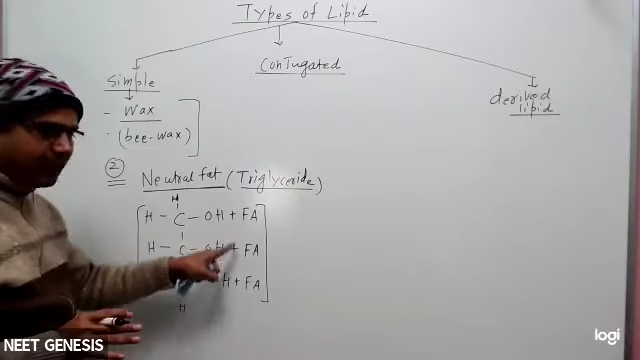 Types of Lipid
Simple
Conjugated
derived
lipid
- Wax
- (bee-wax)
② Neutral fat (Triglyceride)
H
H - C - OH + FA
H - C - OH + FA
H + FA
H
NEET GENESIS
logi